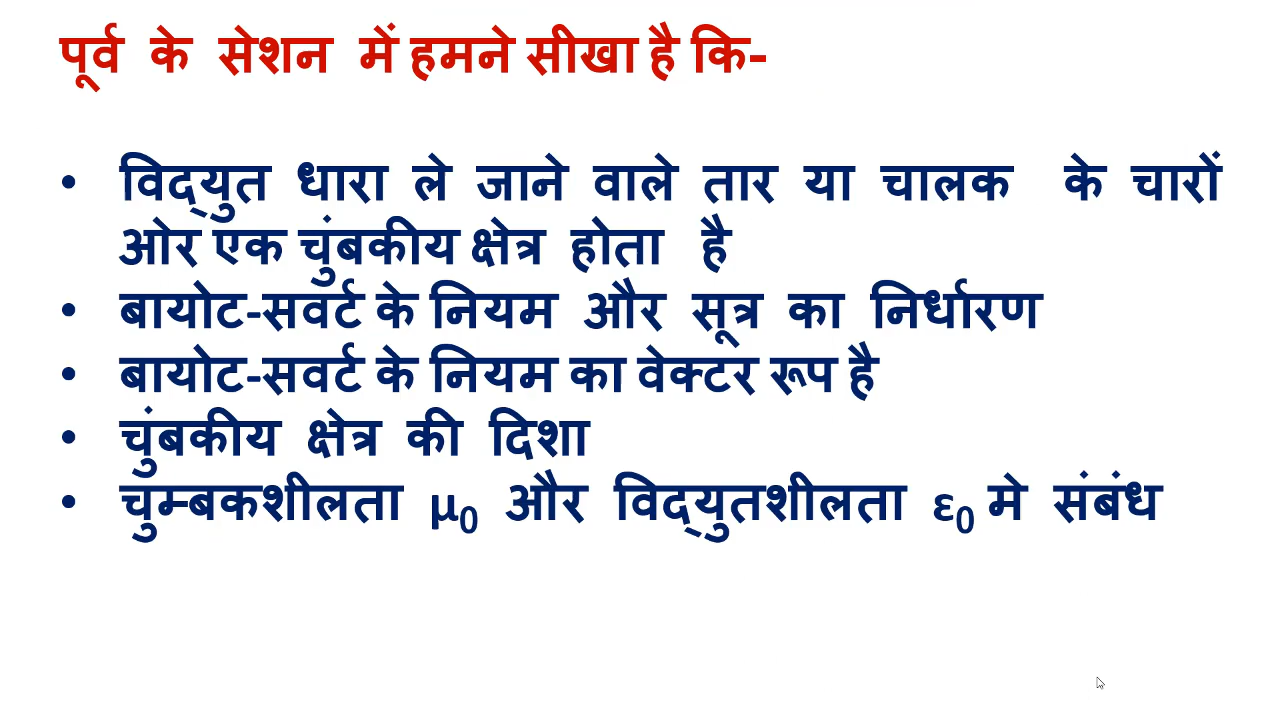 पूर्व के सेशन में हमने सीखा है कि-
• विद्‌युत धारा ले जाने वाले तार या चालक के चारों
ओर एक चुंबकीय क्षेत्र होता है
• बायोट-सवर्ट के नियम और सूत्र का निर्धारण
• बायोट-सवर्ट के नियम का वेक्टर रूप है
• चुंबकीय क्षेत्र की दिशा
• चुम्बकशीलता μ₀ और विद्‌युतशीलता ε₀ मे संबंध